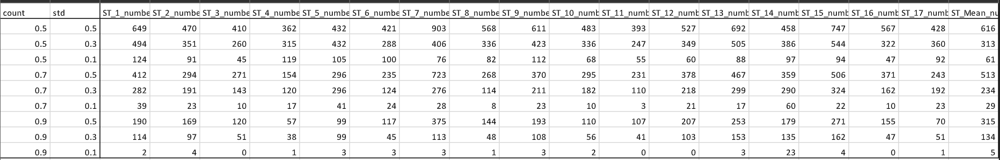 count std ST_1_numbe ST_2_numbe ST_3_numbe ST_4_numbe ST_5_numbe ST_6_numbe ST_7_numbe ST_8_numbe ST_9_numbe ST_10_numb ST_11_numb ST_12_numb ST_13_numb ST_14_numb ST_15_numb ST_16_numb ST_17_numb ST_Mean_nu
0.5 0.5 649 470 410 362 432 421 903 568 611 483 393 527 692 458 747 567 428 616
0.5 0.3 494 351 260 315 432 288 406 336 423 336 247 349 505 386 544 322 360 313
0.5 0.1 124 91 45 119 105 100 76 82 112 68 55 60 88 97 94 47 92 61
0.7 0.5 412 294 271 154 296 235 723 268 370 295 231 378 467 359 506 371 243 513
0.7 0.3 282 191 143 120 296 124 276 114 211 182 110 218 299 290 324 162 192 234
0.7 0.1 39 23 10 17 41 24 28 8 23 10 3 21 17 60 22 10 23 29
0.9 0.5 190 169 120 57 99 117 375 144 193 110 107 207 253 179 271 155 70 315
0.9 0.3 114 97 51 38 99 45 113 48 108 56 41 103 153 135 162 47 51 134
0.9 0.1 2 4 0 1 3 3 3 1 3 2 0 0 3 23 4 0 1 5